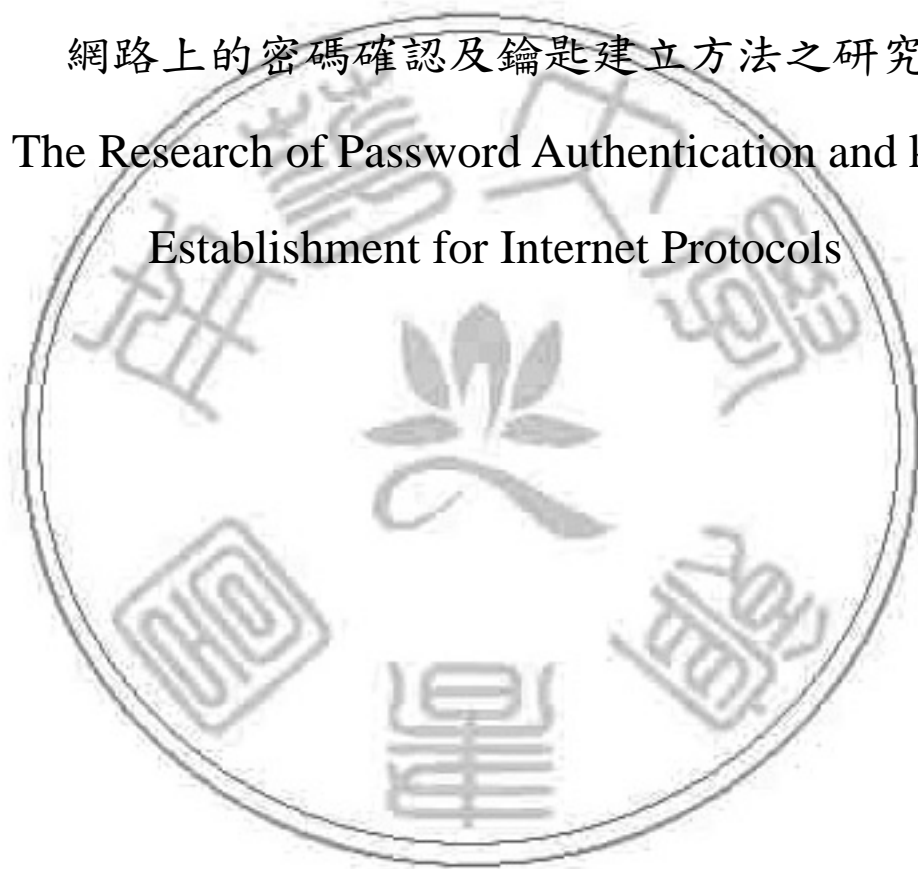 網路上的密碼確認及鑰匙建立方法之研究
The Research of Password Authentication and
Establishment for Internet Protocols